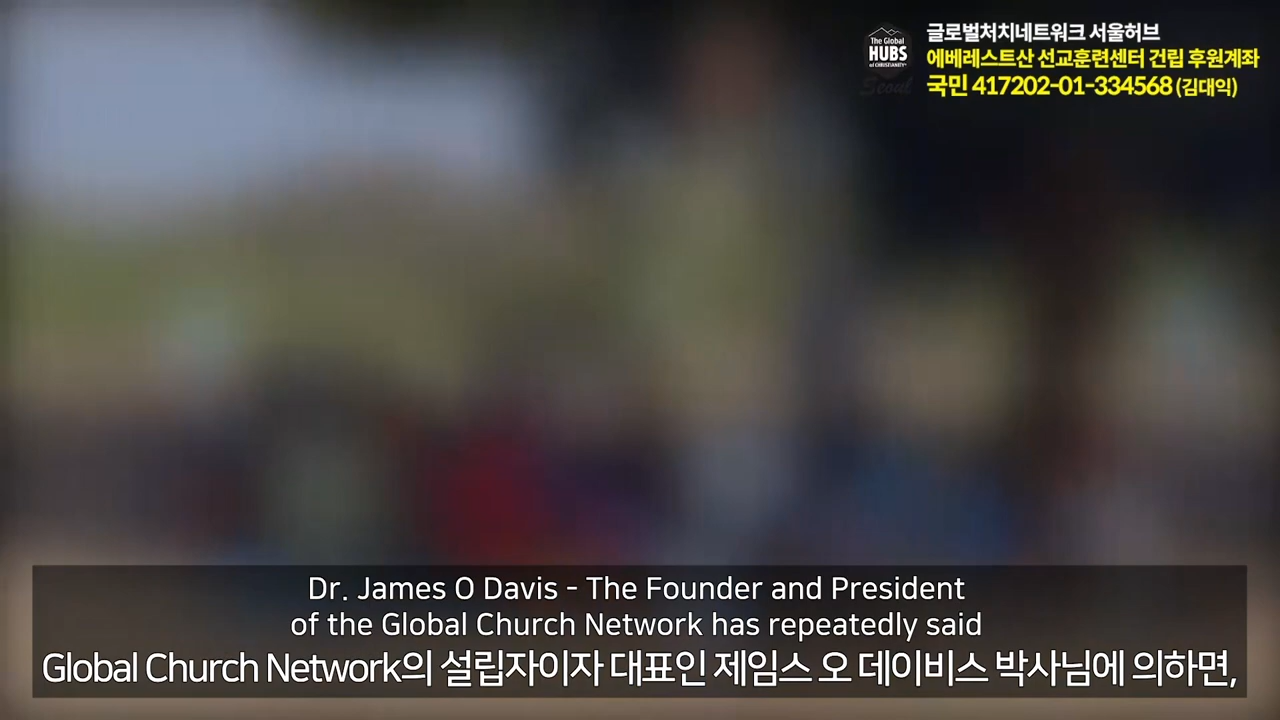 The Global
HUBS
of CHRISTIANITY
Seoul
글로벌처치네트워크 서울허브
에베레스트산 선교훈련센터 건립 후원계좌
국민 417202-01-334568 (김대익)
Dr. James O Davis - The Founder and President
of the Global Church Network has repeatedly said
Global Church Network의 설립자이자 대표인 제임스 오 데이비스 박사님에 의하면,